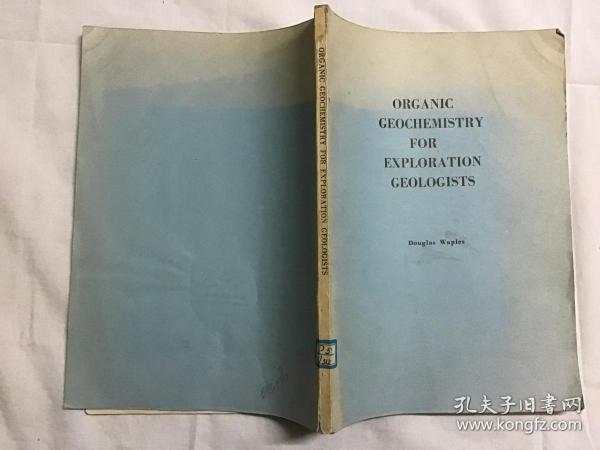 ORGANIC GEOCHEMISTRY FOR EXPLORATION GEOLOGISTS
ORGANIC
GEOCHEMISTRY
FOR
EXPLORATION
GEOLOGISTS
Douglas Waples
孔夫子旧書网
www.kongfz.com